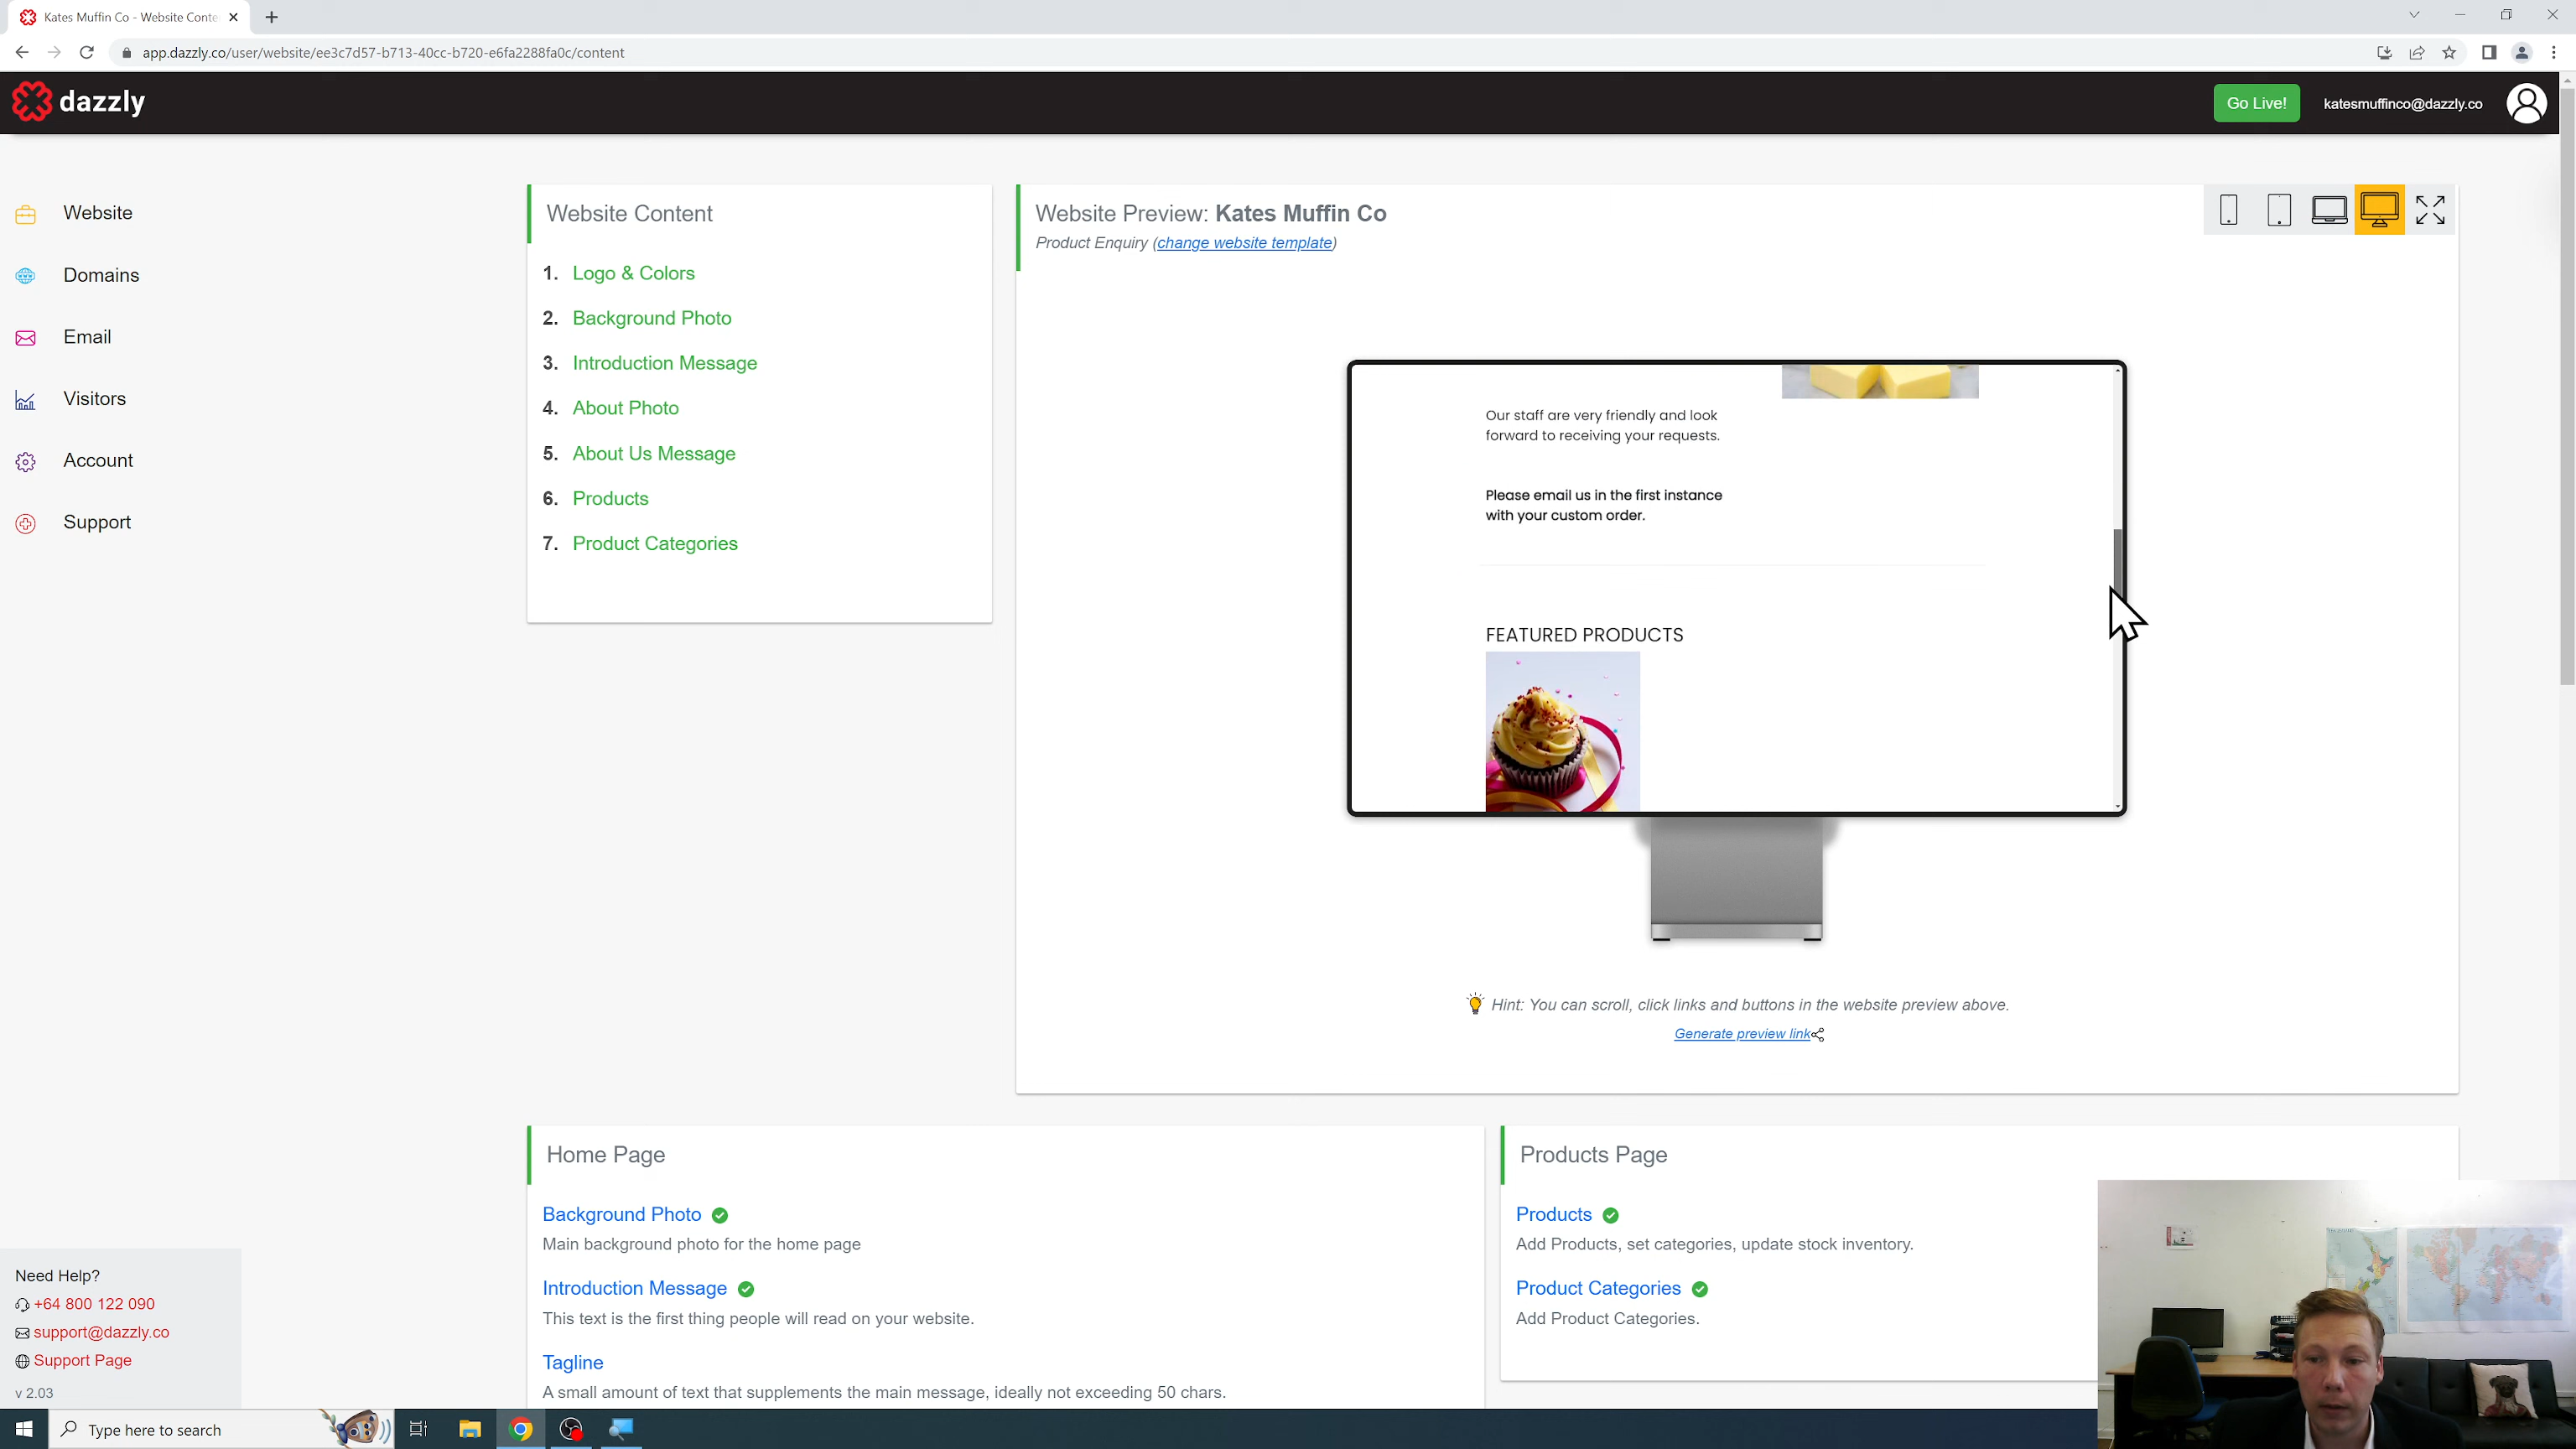 Kates Muffin Co - Website Conte
app.dazzly.co/user/website/ee3c7d57-b713-40cc-b720-e6fa2288fa0c/content
dazzly
Go Live!
katesmuffinco@dazzly.co
Website
Domains
Email
Visitors
Account
Support
Website Content
1. Logo & Colors
2. Background Photo
3. Introduction Message
4. About Photo
5. About Us Message
6. Products
7. Product Categories
Website Preview: Kates Muffin Co
Product Enquiry (change website template)
Our staff are very friendly and look
forward to receiving your requests.
Please email us in the first instance
with your custom order.
FEATURED PRODUCTS
Hint: You can scroll, click links and buttons in the website preview above.
Generate preview link
Home Page
Background Photo
Main background photo for the home page
Introduction Message
This text is the first thing people will read on your website.
Tagline
A small amount of text that supplements the main message, ideally not exceeding 50 chars.
Products Page
Products
Add Products, set categories, update stock inventory.
Product Categories
Add Product Categories.
Need Help?
+64 800 122 090
support@dazzly.co
Support Page
v 2.03
Type here to search